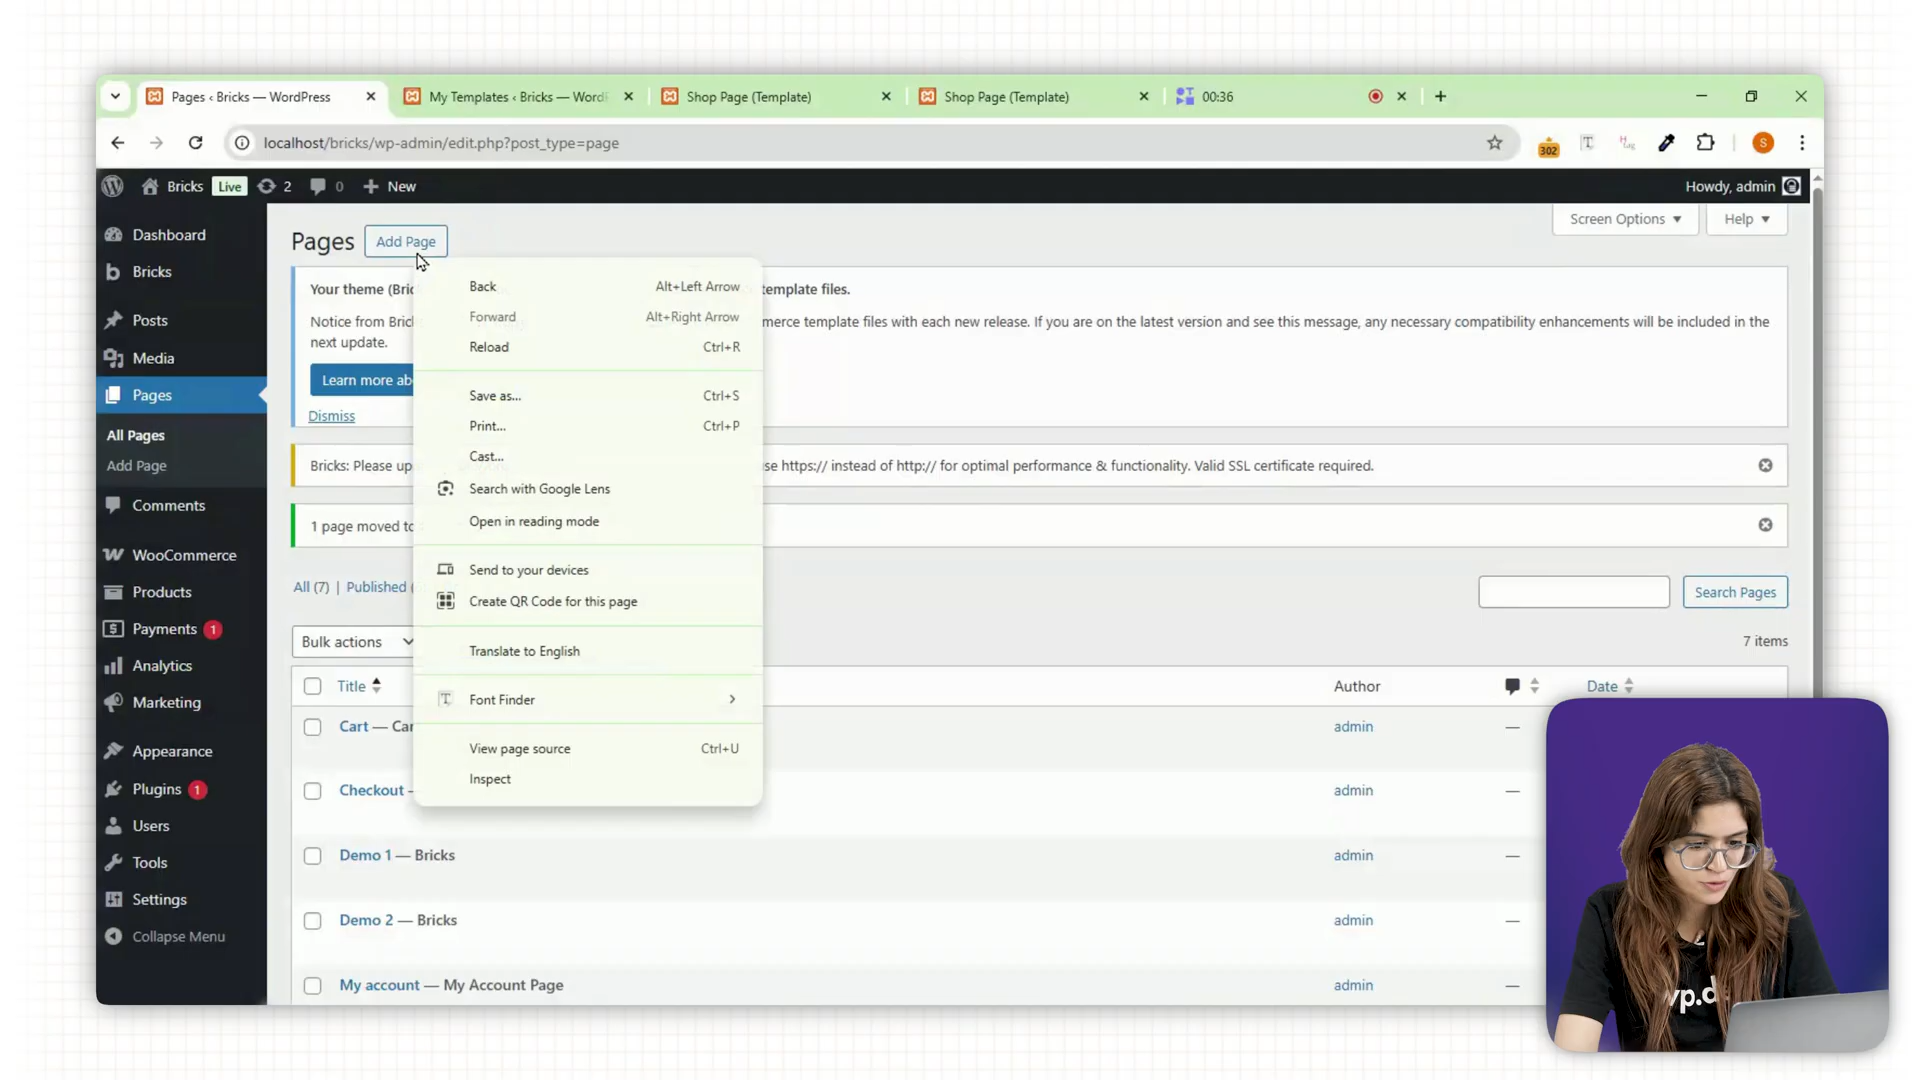 Pages ‹ Bricks — WordPress
My Templates ‹ Bricks — Word
Shop Page (Template)
Shop Page (Template)
00:36
localhost/bricks/wp-admin/edit.php?post_type=page
302
S
Bricks Live 2 0 New
Howdy, admin
Dashboard
Bricks
Posts
Media
Pages
All Pages
Add Page
Comments
WooCommerce
Products
Payments 1
Analytics
Marketing
Appearance
Plugins 1
Users
Tools
Settings
Collapse Menu
Screen Options
Help
Pages
Add Page
Your theme (Bric
template files.
Notice from Bric
merce template files with each new release. If you are on the latest version and see this message, any necessary compatibility enhancements will be included in the
next update.
Learn more ab
Dismiss
Bricks: Please up
se https:// instead of http:// for optimal performance & functionality. Valid SSL certificate required.
1 page moved to
All (7) | Published (
Search Pages
Bulk actions
7 items
Title
Author
Date
Cart — Car
admin
—
Checkout -
admin
—
Demo 1 — Bricks
admin
—
Demo 2 — Bricks
admin
—
My account — My Account Page
admin
—
Back Alt+Left Arrow
Forward Alt+Right Arrow
Reload Ctrl+R
Save as... Ctrl+S
Print... Ctrl+P
Cast...
Search with Google Lens
Open in reading mode
Send to your devices
Create QR Code for this page
Translate to English
Font Finder
View page source Ctrl+U
Inspect
vp.d